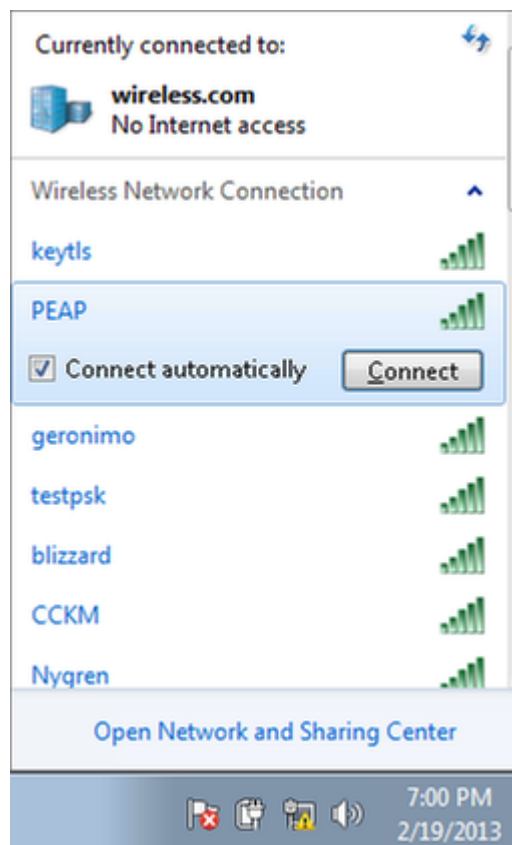 Currently connected to:
wireless.com
No Internet access
Wireless Network Connection
keytls
PEAP
Connect automatically
Connect
geronimo
testpsk
blizzard
CCKM
Nygren
Open Network and Sharing Center
7:00 PM
2/19/2013